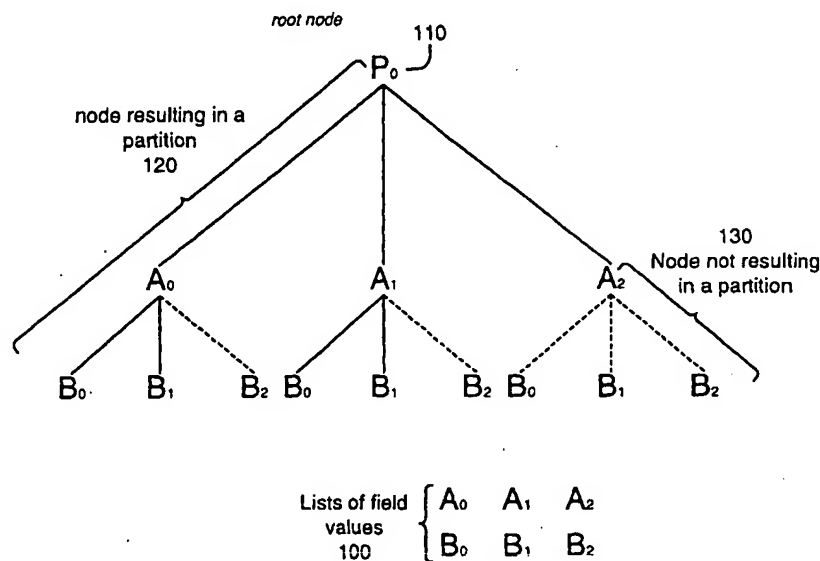 root node
110
P₀
node resulting in a
partition
120
130
Node not resulting
in a partition
A₀ A₁ A₂
B₀ B₁ B₂ B₀ B₁ B₂ B₀ B₁ B₂
Lists of field
values
100
A₀ A₁ A₂
B₀ B₁ B₂